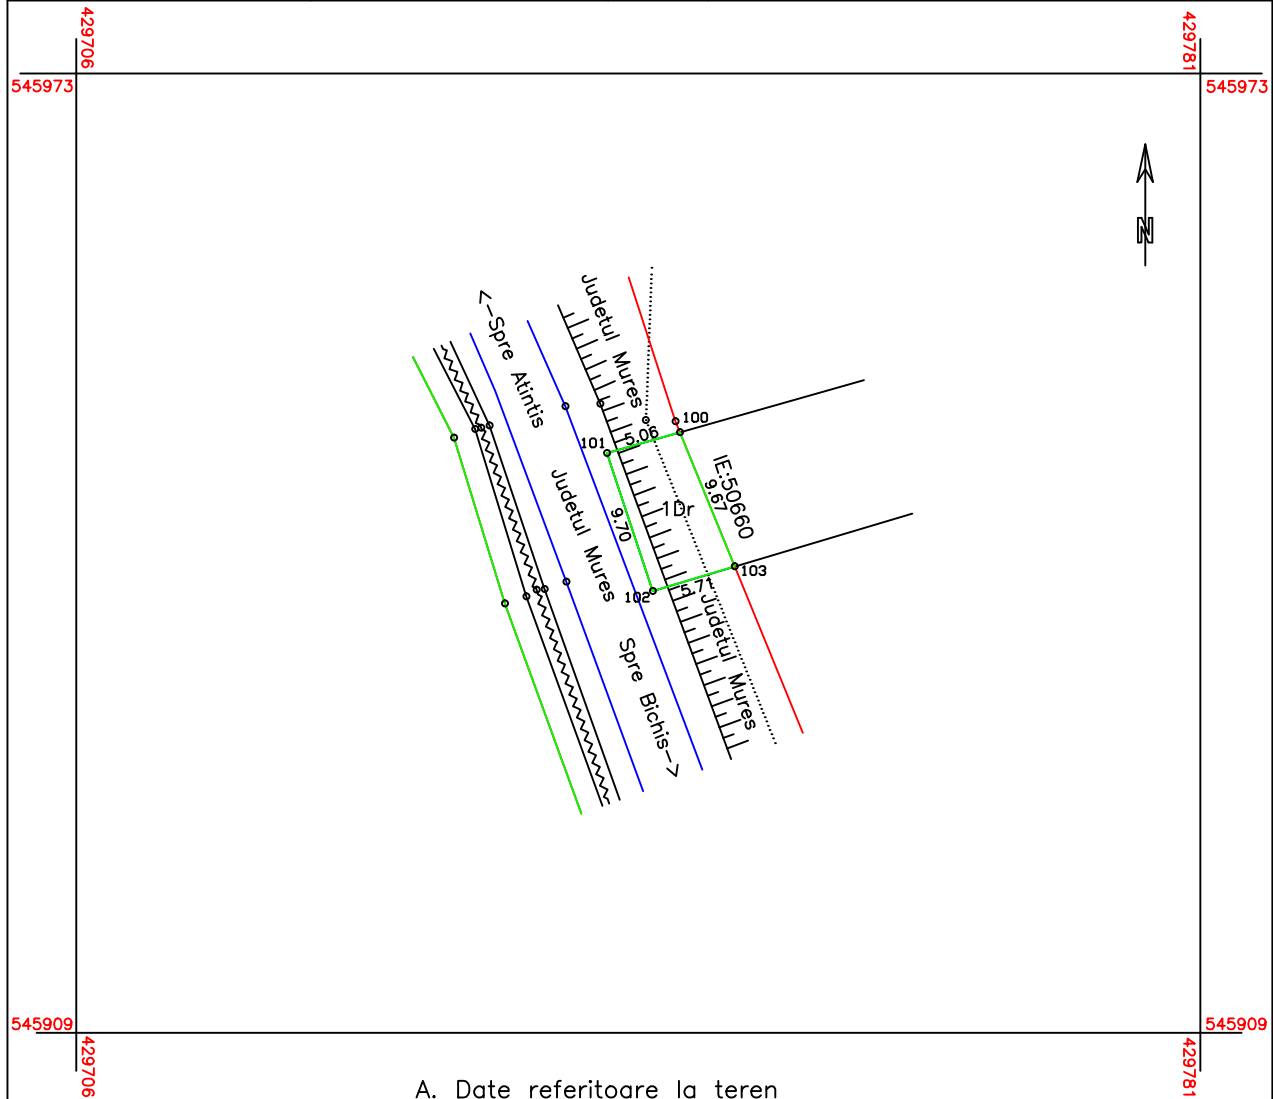 429706
429781
545973
545973
N
Judetul Mures
<-Spre Atintis
100
101
5.06
IE:50660
9.67
1Dr
9.70
Judetul Mures
103
102
5.71
Judetul Mures
Spre Bichis->
545909
545909
429706
429781
A. Date referitoare la teren